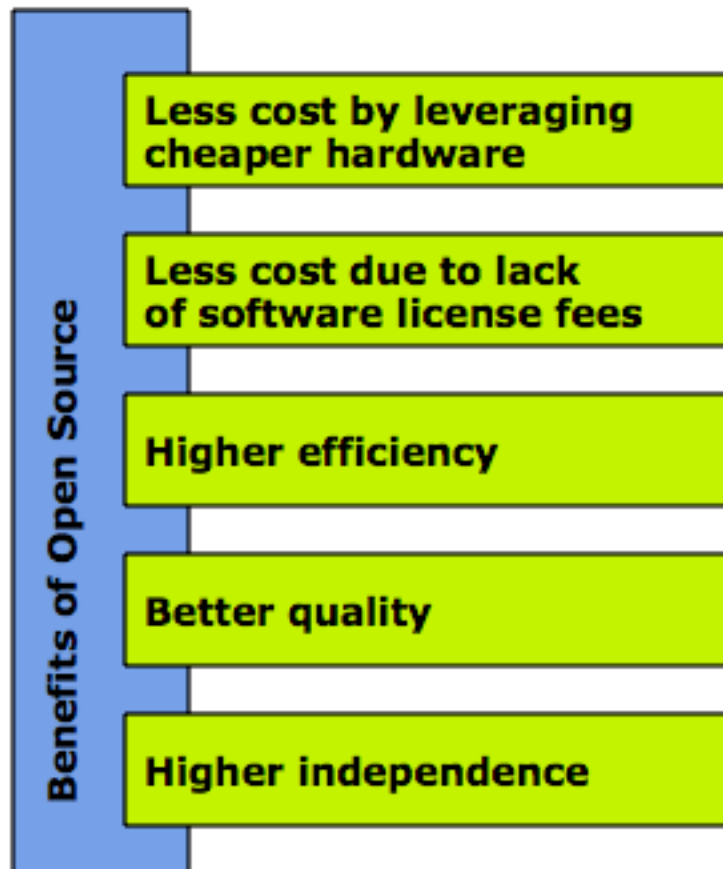 Benefits of Open Source
Less cost by leveraging
cheaper hardware
Less cost due to lack
of software license fees
Higher efficiency
Better quality
Higher independence